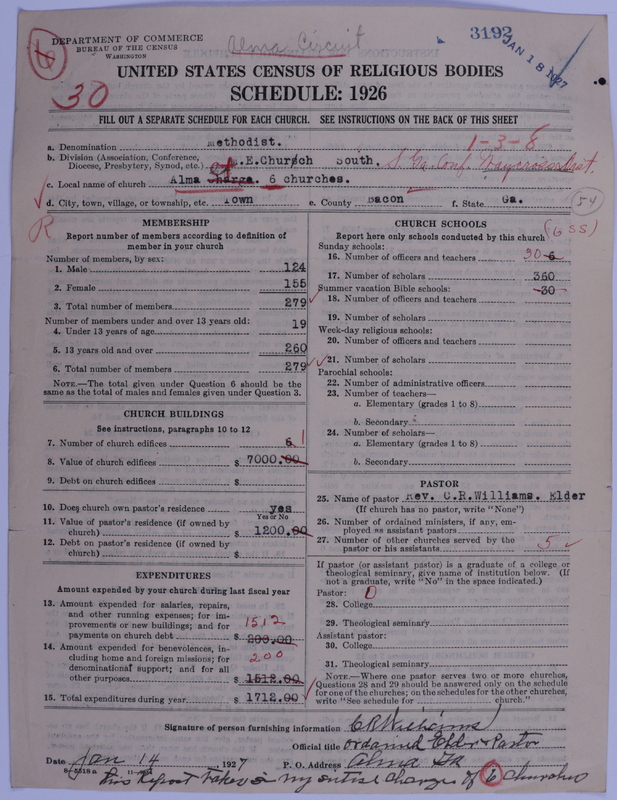 DEPARTMENT OF COMMERCE
BUREAU OF THE CENSUS
WASHINGTON
Alma Circuit
3192
JAN 18 1927
30
UNITED STATES CENSUS OF RELIGIOUS BODIES
SCHEDULE: 1926
FILL OUT A SEPARATE SCHEDULE FOR EACH CHURCH. SEE INSTRUCTIONS ON THE BACK OF THIS SHEET
1-3-8
a. Denomination Methodist.
b. Division (Association, Conference, Diocese, Presbytery, Synod, etc.) M.E.Church South. S. Ga. Conf. Waycross Dist.
c. Local name of church Alma Charge. 6 churches.
d. City, town, village, or township, etc. Town e. County Bacon f. State Ga.
54
R
(GSS)
MEMBERSHIP
Report number of members according to definition of
member in your church
Number of members, by sex:
1. Male 124
2. Female 155
3. Total number of members 279
Number of members under and over 13 years old:
4. Under 13 years of age 19
5. 13 years old and over 260
6. Total number of members 279
NOTE.—The total given under Question 6 should be the
same as the total of males and females given under Question 3.
CHURCH BUILDINGS
See instructions, paragraphs 10 to 12
7. Number of church edifices 6 1
8. Value of church edifices $ 7000.00
9. Debt on church edifices $
10. Does church own pastor's residence yes
Yes or No
11. Value of pastor's residence (if owned by
church) $ 1200.00
12. Debt on pastor's residence (if owned by
church) $
EXPENDITURES
Amount expended by your church during last fiscal year
13. Amount expended for salaries, repairs,
and other running expenses; for im-
provements or new buildings; and for 1512
payments on church debt $ 200.00
14. Amount expended for benevolences, in-
cluding home and foreign missions; for 200
denominational support; and for all
other purposes $ 1512.00
15. Total expenditures during year $ 1712.00
CHURCH SCHOOLS
Report here only schools conducted by this church
Sunday schools:
16. Number of officers and teachers 30 6
17. Number of scholars 360
Summer vacation Bible schools: 30
18. Number of officers and teachers
19. Number of scholars
Week-day religious schools:
20. Number of officers and teachers
21. Number of scholars
Parochial schools:
22. Number of administrative officers
23. Number of teachers—
a. Elementary (grades 1 to 8)
b. Secondary
24. Number of scholars—
a. Elementary (grades 1 to 8)
b. Secondary
PASTOR
25. Name of pastor Rev. C.R.Williams. Elder
(If church has no pastor, write "None")
26. Number of ordained ministers, if any, em-
ployed as assistant pastors
27. Number of other churches served by the
pastor or his assistants 5
If pastor (or assistant pastor) is a graduate of a college or
theological seminary, give name of institution below. (If
not a graduate, write "No" in the space indicated.)
Pastor: 0
28. College
29. Theological seminary
Assistant pastor:
30. College
31. Theological seminary
NOTE.—Where one pastor serves two or more churches,
Questions 28 and 29 should be answered only on the schedule
for one of the churches; on the schedules for the other churches,
write "See schedule for church."
Signature of person furnishing information C R Williams
Official title Ordained Elder & Pastor
Date Jan 14, 1927 P. O. Address Alma Ga
8-5319a
This Report Takes in my entire charge of 6 Churches